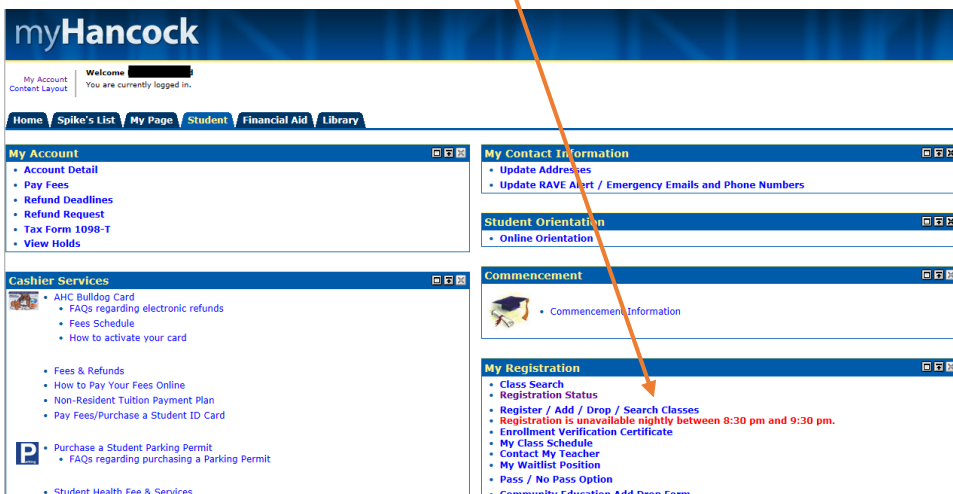 myHancock
My Account
Content Layout
Welcome
You are currently logged in.
Home Spike's List My Page Student Financial Aid Library
My Account
• Account Detail
• Pay Fees
• Refund Deadlines
• Refund Request
• Tax Form 1098-T
• View Holds
Cashier Services
• AHC Bulldog Card
• FAQs regarding electronic refunds
• Fees Schedule
• How to activate your card
• Fees & Refunds
• How to Pay Your Fees Online
• Non-Resident Tuition Payment Plan
• Pay Fees/Purchase a Student ID Card
• Purchase a Student Parking Permit
• FAQs regarding purchasing a Parking Permit
• Student Health Fee & Services
My Contact Information
• Update Addresses
• Update RAVE Alert / Emergency Emails and Phone Numbers
Student Orientation
• Online Orientation
Commencement
• Commencement Information
My Registration
• Class Search
• Registration Status
• Register / Add / Drop / Search Classes
• Registration is unavailable nightly between 8:30 pm and 9:30 pm.
• Enrollment Verification Certificate
• My Class Schedule
• Contact My Teacher
• My Waitlist Position
• Pass / No Pass Option
• Community Education Add Drop Form